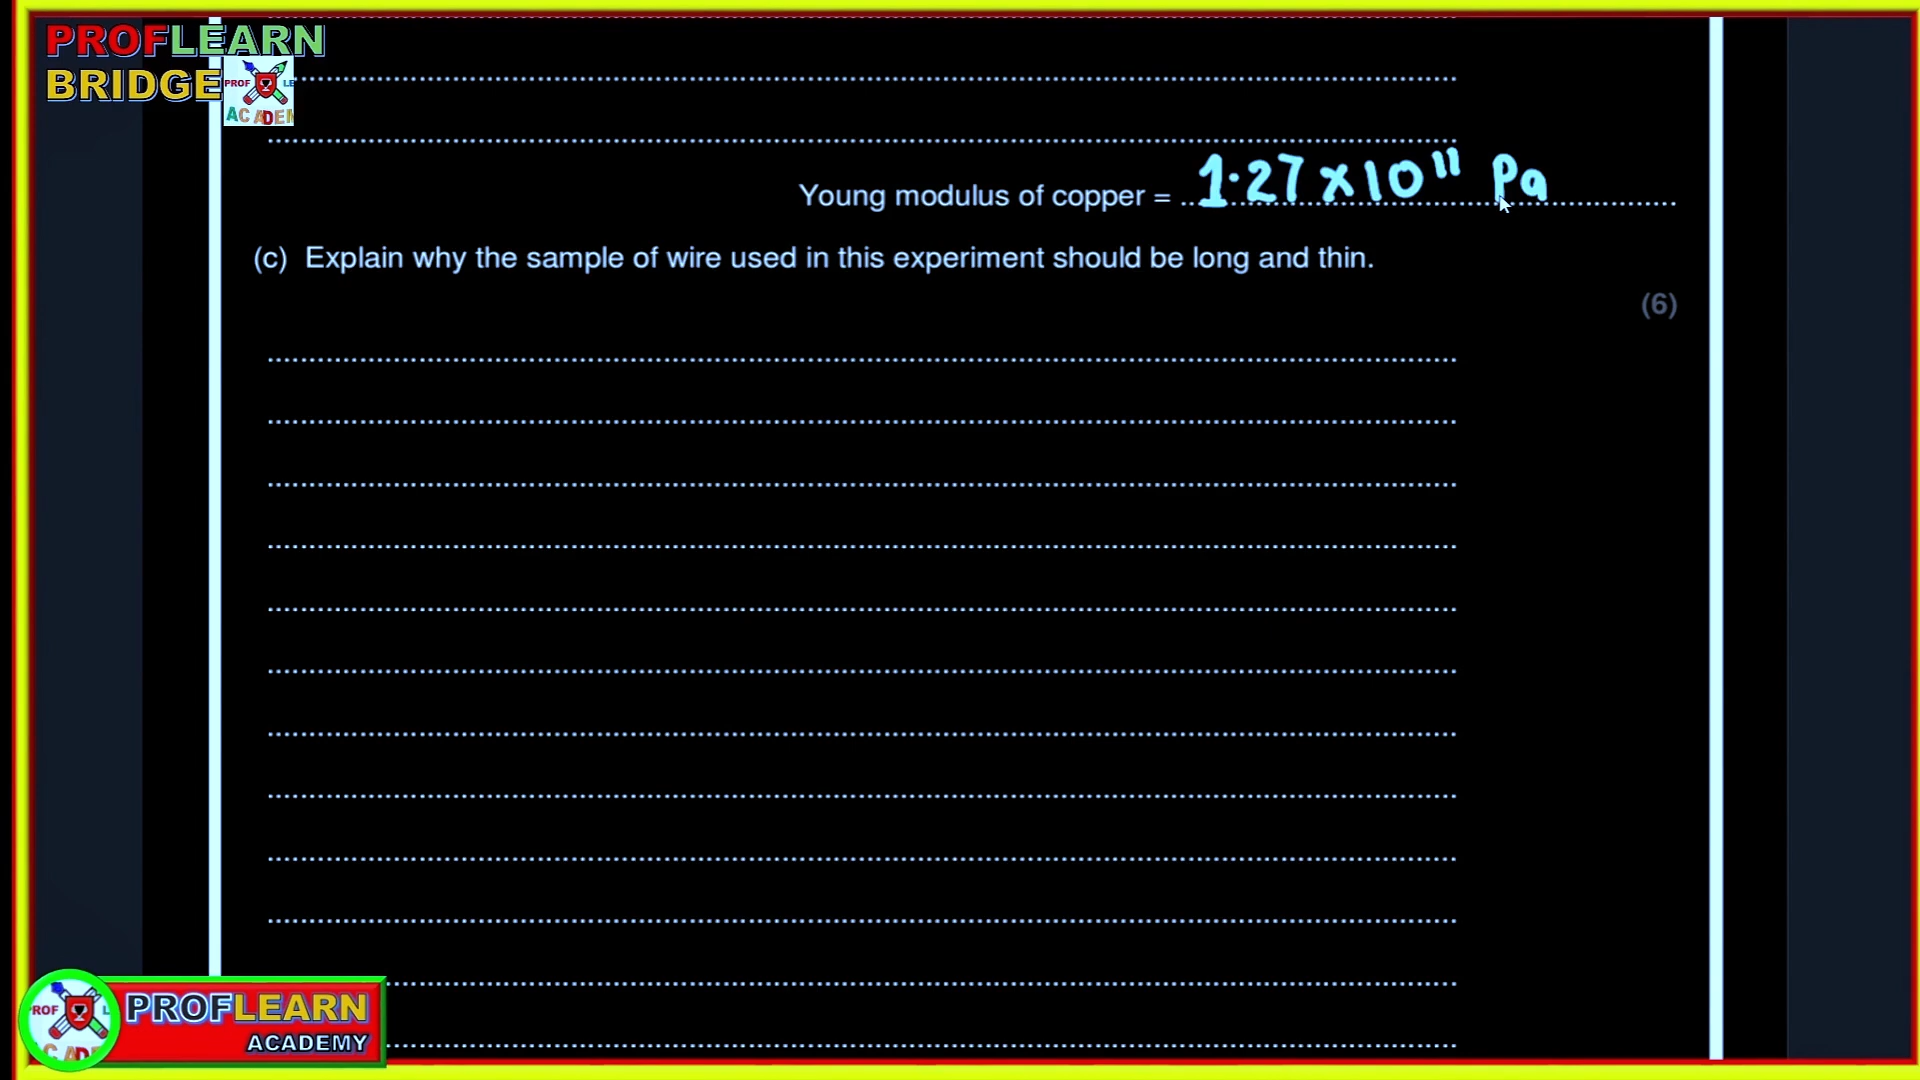 PROFLEARN
BRIDGE
PROF LE
ACADEM
Young modulus of copper = 1.27 x 10¹¹ Pa
(c) Explain why the sample of wire used in this experiment should be long and thin.
(6)
PROFLEARN
ACADEMY